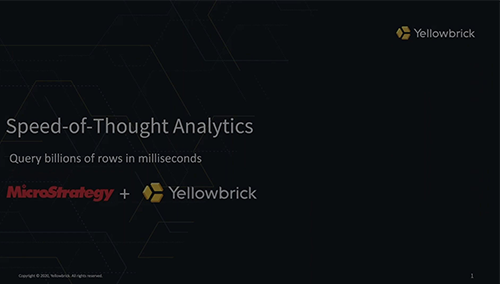 Yellowbrick
Speed-of-Thought Analytics
Query billions of rows in milliseconds
MicroStrategy + Yellowbrick
Copyright © 2020, Yellowbrick. All rights reserved.
1